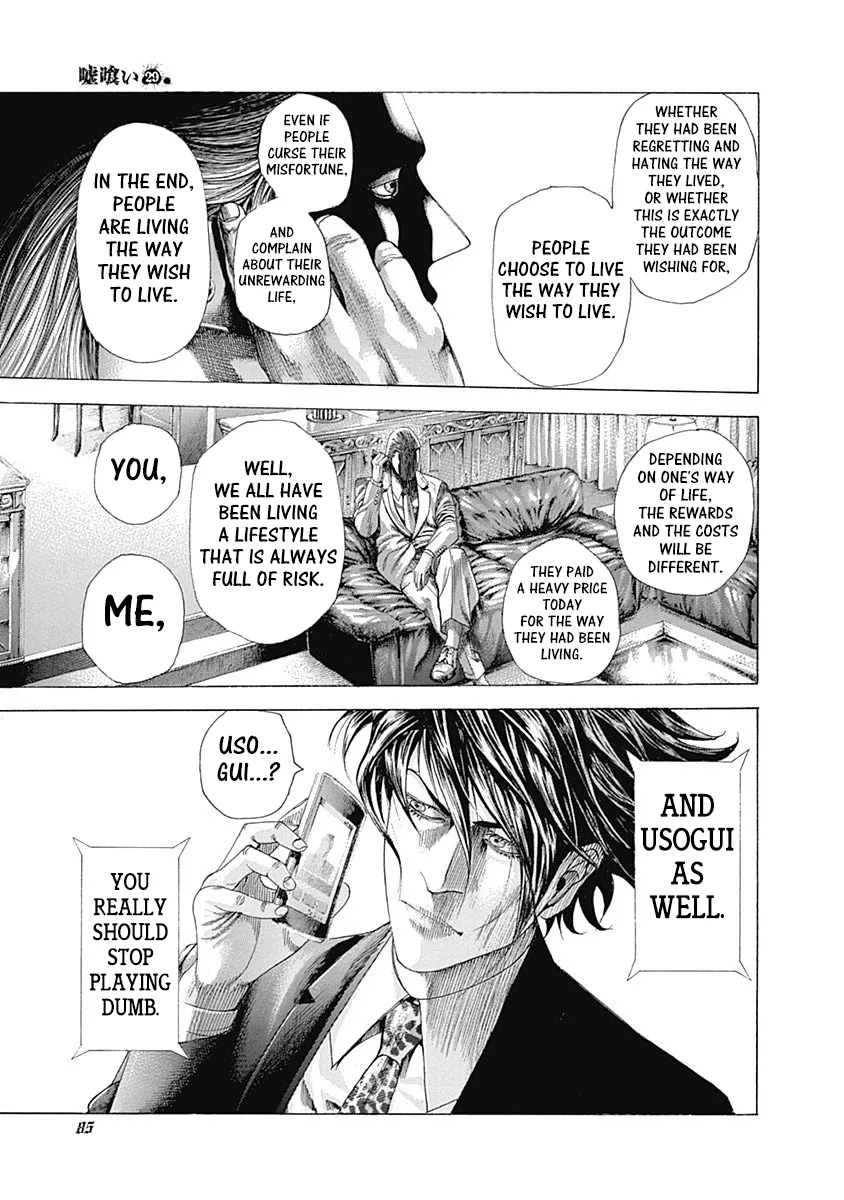 嘘喰い 29
WHETHER
THEY HAD BEEN
REGRETTING AND
HATING THE WAY
THEY LIVED,
OR WHETHER
THIS IS EXACTLY
THE OUTCOME
THEY HAD BEEN
WISHING FOR,
PEOPLE
CHOOSE TO LIVE
THE WAY THEY
WISH TO LIVE.
EVEN IF
PEOPLE
CURSE THEIR
MISFORTUNE,
AND
COMPLAIN
ABOUT THEIR
UNREWARDING
LIFE,
IN THE END,
PEOPLE
ARE LIVING
THE WAY
THEY WISH
TO LIVE.
DEPENDING
ON ONE'S WAY
OF LIFE,
THE REWARDS
AND THE COSTS
WILL BE
DIFFERENT.
THEY PAID
A HEAVY PRICE
TODAY
FOR THE WAY
THEY HAD BEEN
LIVING.
WELL,
WE ALL HAVE
BEEN LIVING
A LIFESTYLE
THAT IS ALWAYS
FULL OF RISK.
YOU,
ME,
AND
USOGUI
AS
WELL.
USO...
GUI...?
YOU
REALLY
SHOULD
STOP
PLAYING
DUMB.
85